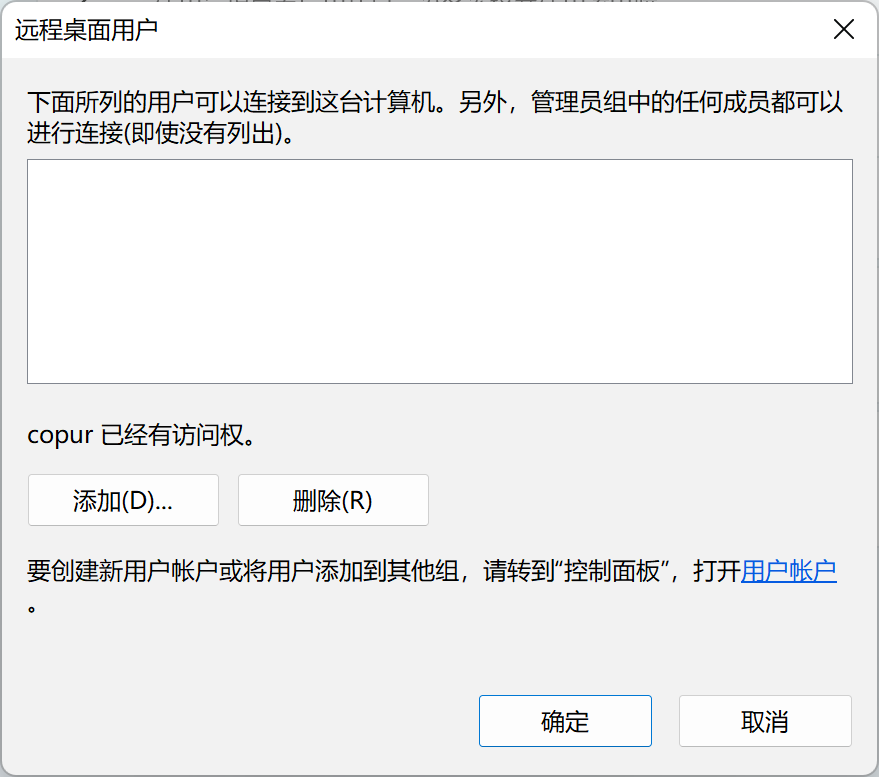 远程桌面用户
下面所列的用户可以连接到这台计算机。另外，管理员组中的任何成员都可以
进行连接(即使没有列出)。
copur 已经有访问权。
添加(D)... 删除(R)
要创建新用户帐户或将用户添加到其他组，请转到“控制面板”，打开用户帐户
。
确定 取消